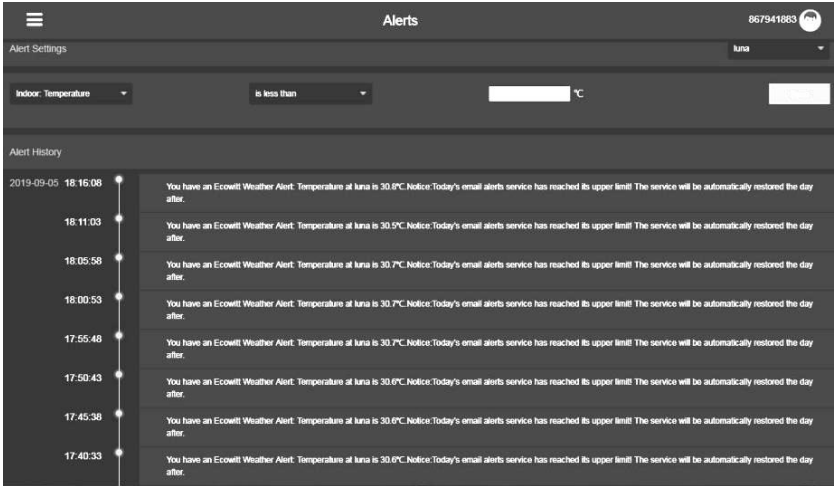 Alerts
867941883
Alert Settings
luna
Indoor: Temperature
is less than
℃
Alert History
2019-09-05 18:16:08
You have an Ecowitt Weather Alert: Temperature at luna is 30.8℃.Notice:Today's email alerts service has reached its upper limit! The service will be automatically restored the day
after.
18:11:03
You have an Ecowitt Weather Alert: Temperature at luna is 30.5℃.Notice:Today's email alerts service has reached its upper limit! The service will be automatically restored the day
after.
18:05:58
You have an Ecowitt Weather Alert: Temperature at luna is 30.7℃.Notice:Today's email alerts service has reached its upper limit! The service will be automatically restored the day
after.
18:00:53
You have an Ecowitt Weather Alert: Temperature at luna is 30.7℃.Notice:Today's email alerts service has reached its upper limit! The service will be automatically restored the day
after.
17:55:48
You have an Ecowitt Weather Alert: Temperature at luna is 30.7℃.Notice:Today's email alerts service has reached its upper limit! The service will be automatically restored the day
after.
17:50:43
You have an Ecowitt Weather Alert: Temperature at luna is 30.6℃.Notice:Today's email alerts service has reached its upper limit! The service will be automatically restored the day
after.
17:45:38
You have an Ecowitt Weather Alert: Temperature at luna is 30.6℃.Notice:Today's email alerts service has reached its upper limit! The service will be automatically restored the day
after.
17:40:33
You have an Ecowitt Weather Alert: Temperature at luna is 30.6℃.Notice:Today's email alerts service has reached its upper limit! The service will be automatically restored the day
after.